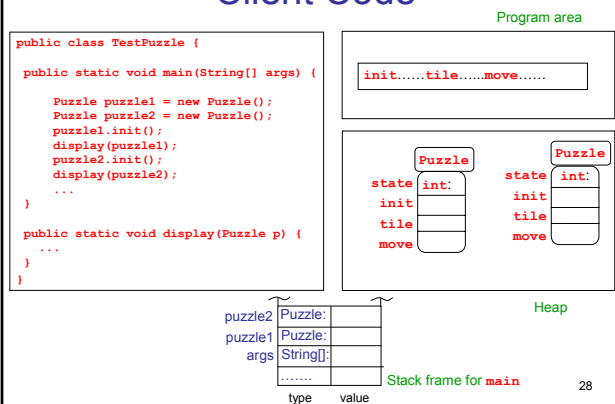 Client Code
Program area
public class TestPuzzle {
public static void main(String[] args) {
Puzzle puzzle1 = new Puzzle();
Puzzle puzzle2 = new Puzzle();
puzzle1.init();
display(puzzle1);
puzzle2.init();
display(puzzle2);
...
}
public static void display(Puzzle p) {
...
}
}
init......tile......move......
Puzzle
state int:
init
tile
move
Puzzle
state int:
init
tile
move
Heap
puzzle2 Puzzle:
puzzle1 Puzzle:
args String[]:
.......
type value
Stack frame for main
28